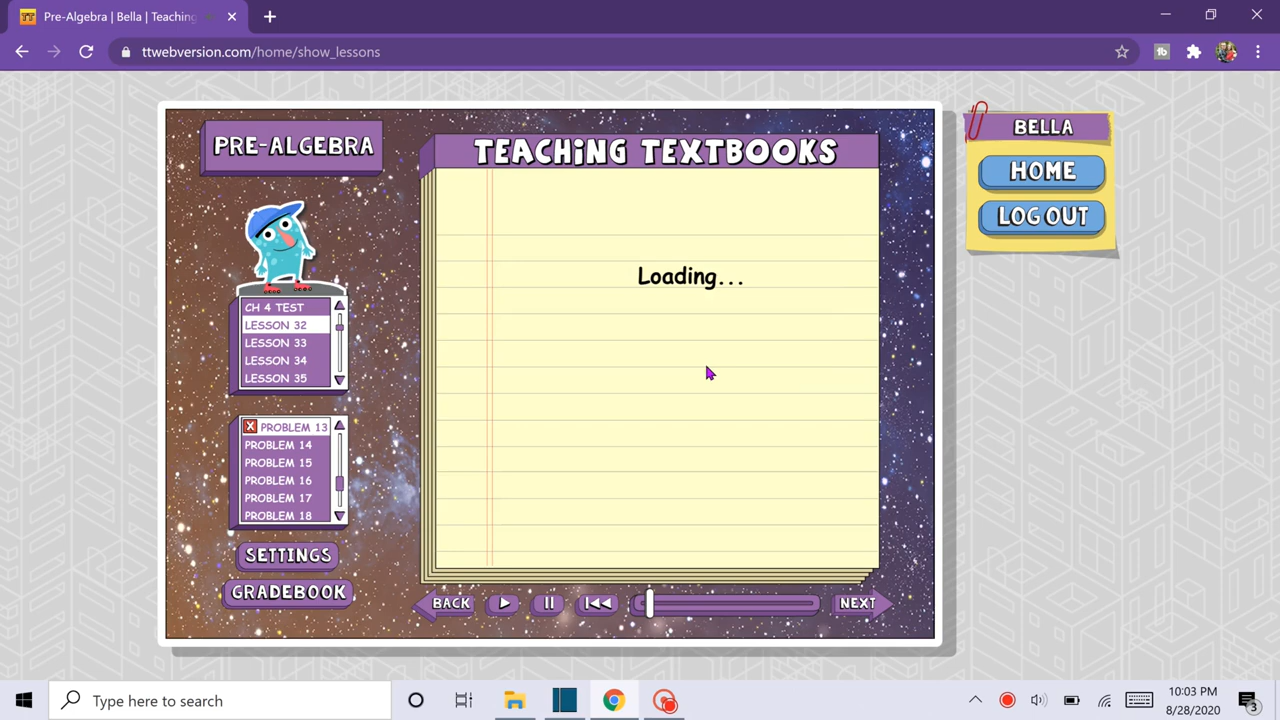 Pre-Algebra | Bella | Teaching
ttwebversion.com/home/show_lessons
PRE-ALGEBRA
TEACHiNG TEXTBOOKS
BELLA
HOME
LOG OUT
Loading...
CH 4 TEST
LESSON 32
LESSON 33
LESSON 34
LESSON 35
X PROBLEM 13
PROBLEM 14
PROBLEM 15
PROBLEM 16
PROBLEM 17
PROBLEM 18
SETTINGS
GRADEBOOK
BACK
NEXT
Type here to search
10:03 PM
8/28/2020
3